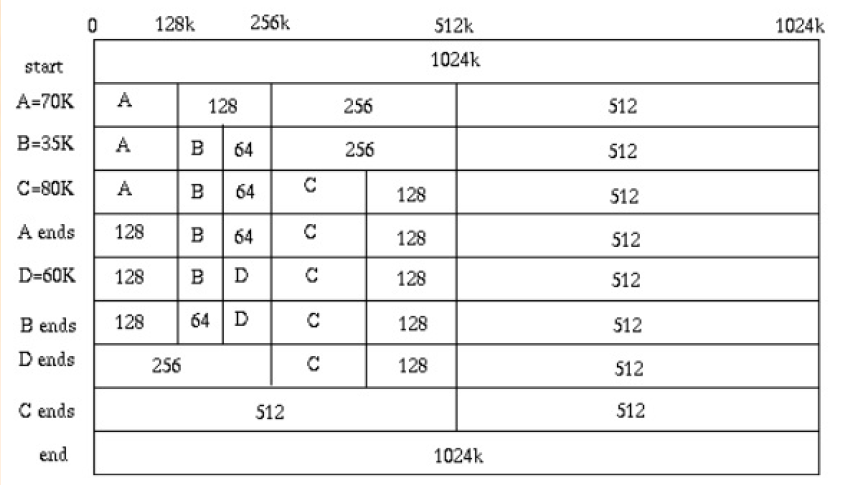 0 128k 256k 512k 1024k
start 1024k
A=70K A 128 256 512
B=35K A B 64 256 512
C=80K A B 64 C 128 512
A ends 128 B 64 C 128 512
D=60K 128 B D C 128 512
B ends 128 64 D C 128 512
D ends 256 C 128 512
C ends 512 512
end 1024k